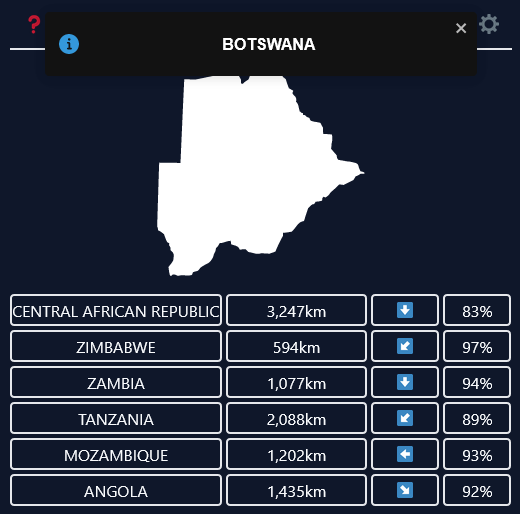 ?
BOTSWANA
CENTRAL AFRICAN REPUBLIC 3,247km ⬇️ 83%
ZIMBABWE 594km ↙️ 97%
ZAMBIA 1,077km ⬇️ 94%
TANZANIA 2,088km ↙️ 89%
MOZAMBIQUE 1,202km ⬅️ 93%
ANGOLA 1,435km ↘️ 92%